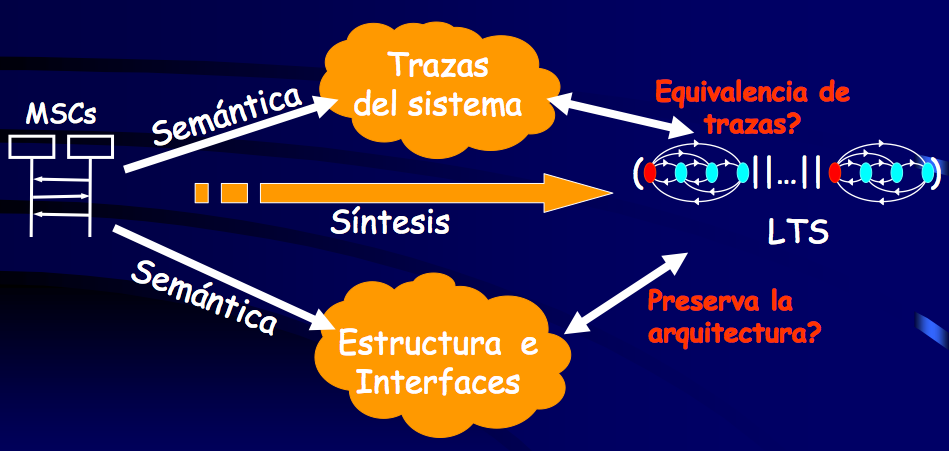 Trazas
del sistema
Equivalencia de
trazas?
MSCs
Semántica
(||...||)
Síntesis
LTS
Semántica
Preserva la
arquitectura?
Estructura e
Interfaces